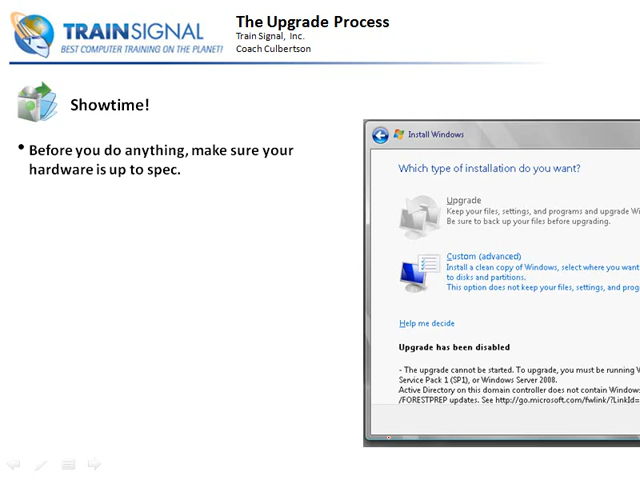 TRAINSIGNAL
BEST COMPUTER TRAINING ON THE PLANET!
The Upgrade Process
Train Signal, Inc.
Coach Culbertson
Showtime!
• Before you do anything, make sure your
hardware is up to spec.
Install Windows
Which type of installation do you want?
Upgrade
Keep your files, settings, and programs and upgrade
Be sure to back up your files before upgrading.
Custom (advanced)
Install a clean copy of Windows, select where you want
to disks and partitions.
This option does not keep your files, settings, and
Help me decide
Upgrade has been disabled
- The upgrade cannot be started. To upgrade, you must be running
Service Pack 1 (SP1), or Windows Server 2008.
Active Directory on this domain controller does not contain Windows
/FORESTPREP updates. See http://go.microsoft.com/fwlink/?LinkId=